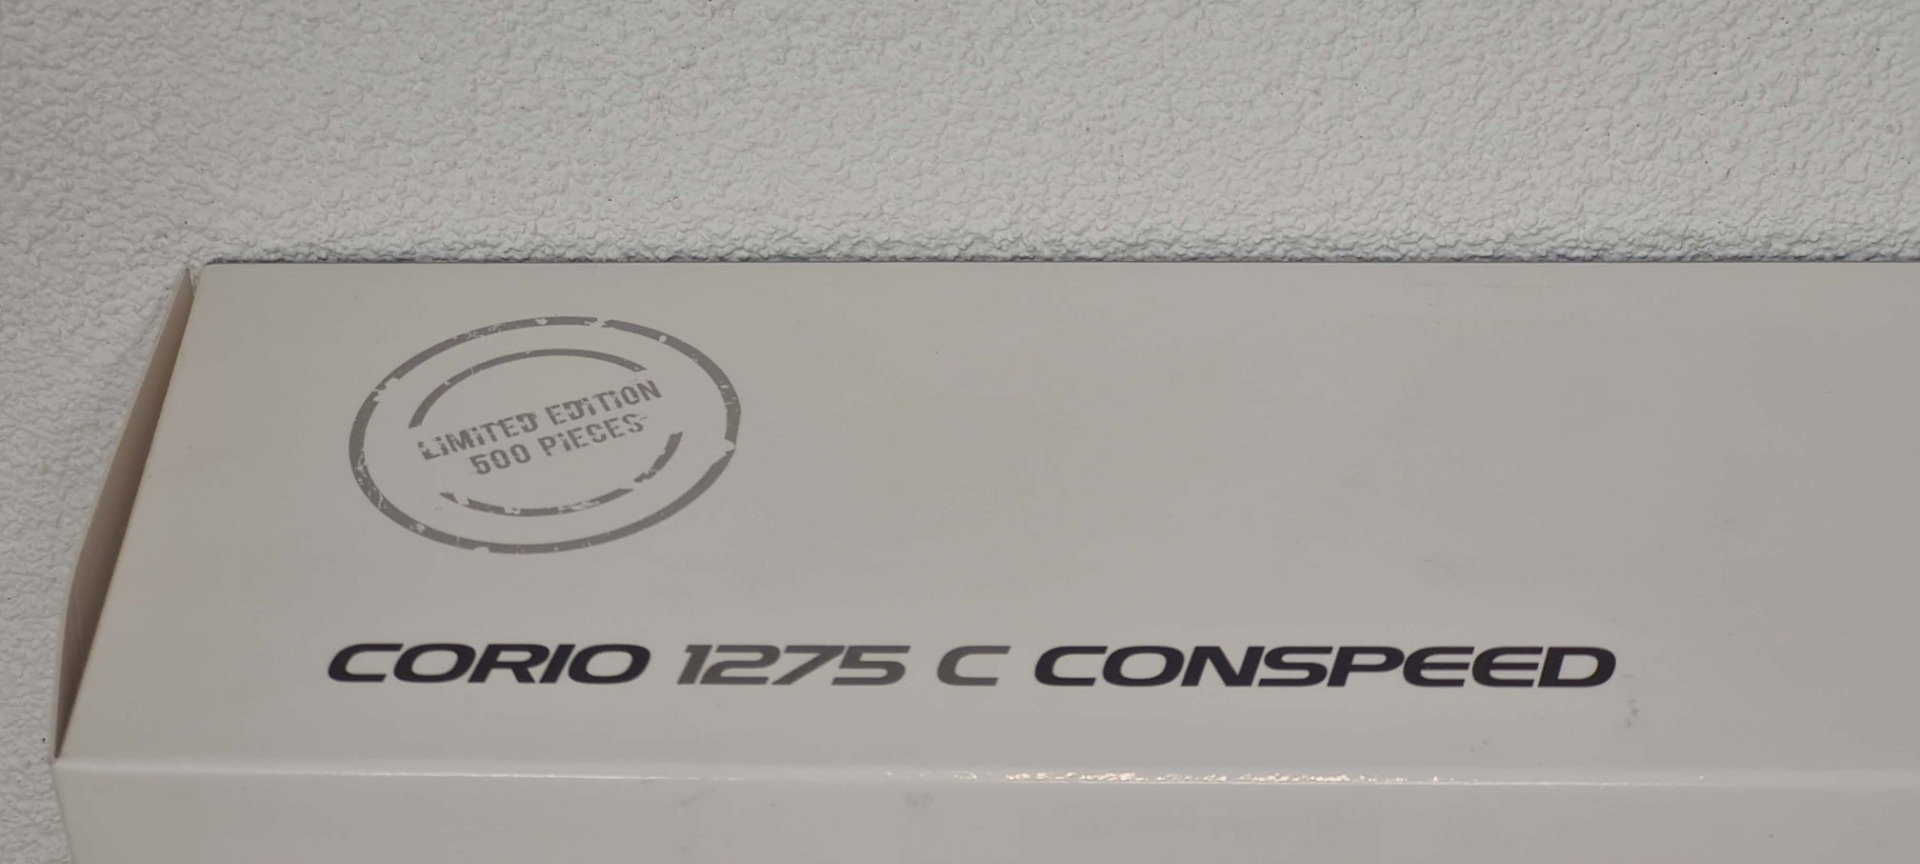 LIMITED EDITION
500 PIECES
CORIO 1275 C CONSPEED